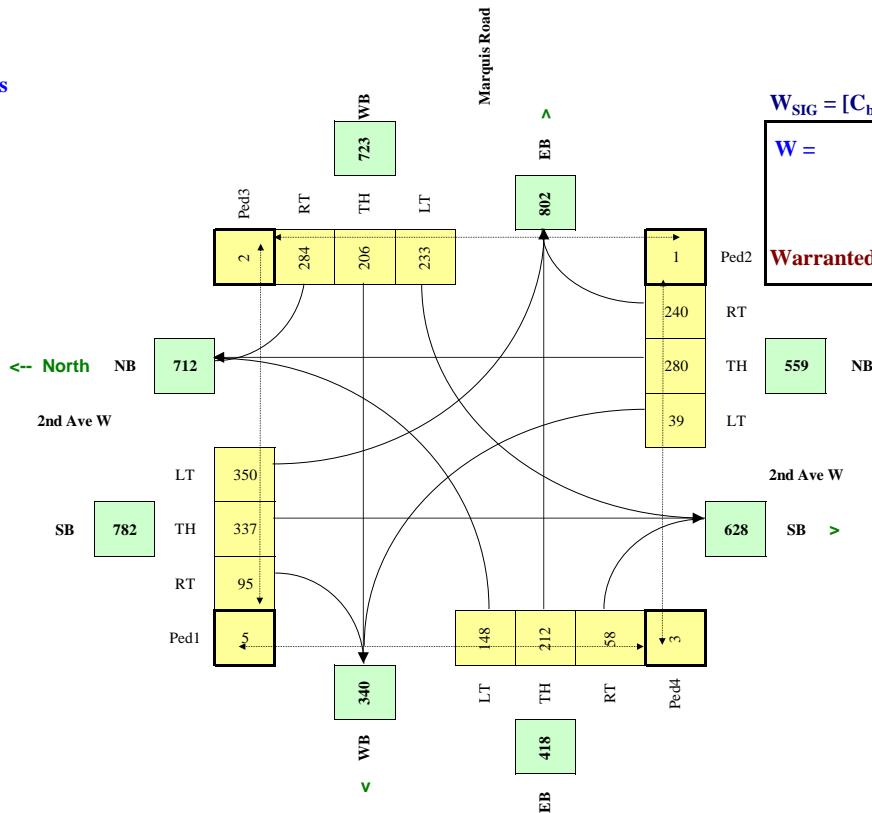 Marquis Road
s
WB
^
W_SIG = [C_b
723
EB
W =
Ped3
RT
TH
LT
802
2
284
206
233
1
Ped2
Warranted
240
RT
<-- North NB
712
280
TH
559
NB
2nd Ave W
39
LT
LT
350
2nd Ave W
SB
782
TH
337
628
SB >
RT
95
Ped1
5
148
212
58
3
340
LT
TH
RT
Ped4
WB
418
v
EB